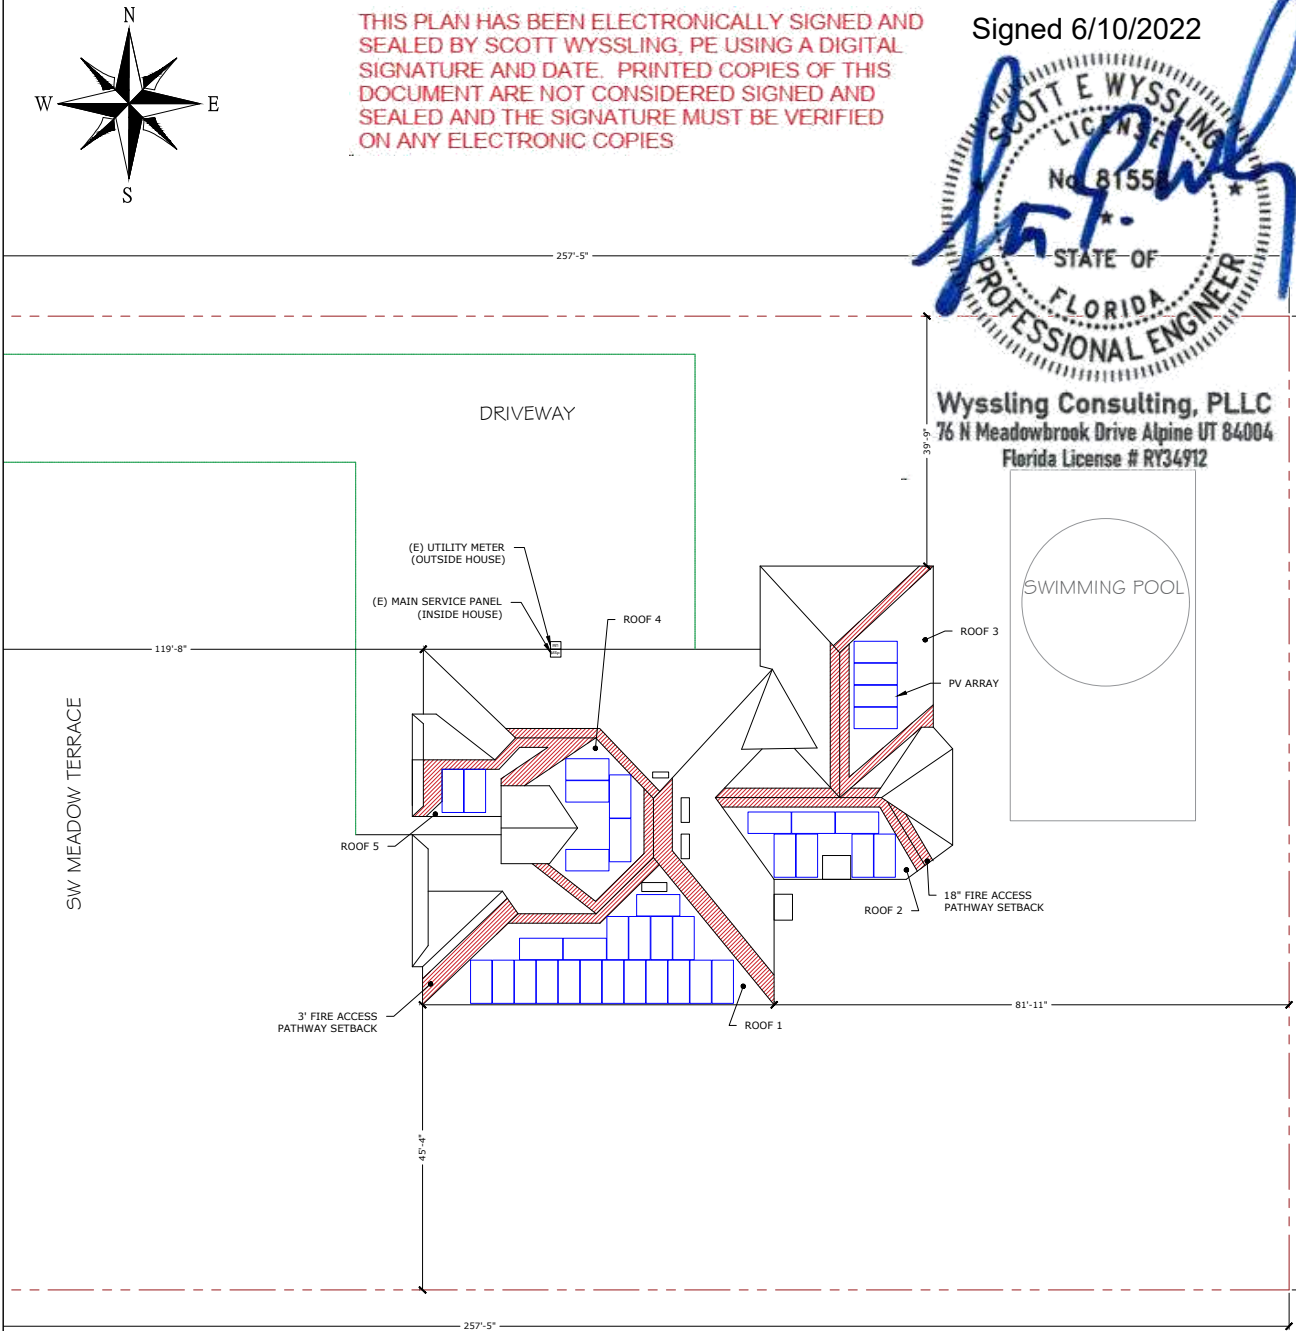 N
W
E
S
THIS PLAN HAS BEEN ELECTRONICALLY SIGNED AND
SEALED BY SCOTT WYSSLING, PE USING A DIGITAL
SIGNATURE AND DATE. PRINTED COPIES OF THIS
DOCUMENT ARE NOT CONSIDERED SIGNED AND
SEALED AND THE SIGNATURE MUST BE VERIFIED
ON ANY ELECTRONIC COPIES
Signed 6/10/2022
SCOTT E WYSSLING
LICENSE
No. 81558
STATE OF
FLORIDA
PROFESSIONAL ENGINEER
Wyssling Consulting, PLLC
76 N Meadowbrook Drive Alpine UT 84004
Florida License # RY34912
257'-5"
DRIVEWAY
39'-9"
SWIMMING POOL
(E) UTILITY METER
(OUTSIDE HOUSE)
(E) MAIN SERVICE PANEL
(INSIDE HOUSE)
ROOF 4
ROOF 3
119'-8"
PV ARRAY
SW MEADOW TERRACE
ROOF 5
18" FIRE ACCESS
PATHWAY SETBACK
ROOF 2
3' FIRE ACCESS
PATHWAY SETBACK
ROOF 1
81'-11"
45'-4"
257'-5"